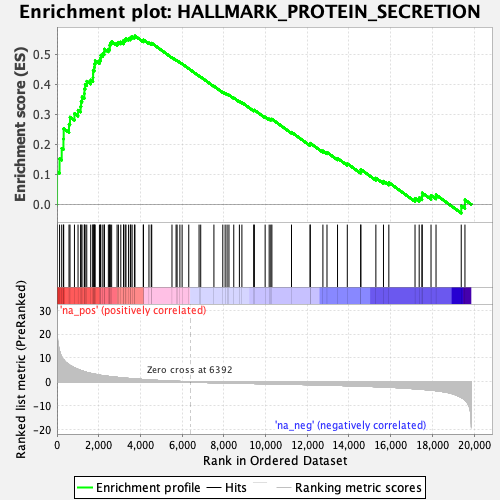 Enrichment plot: HALLMARK_PROTEIN_SECRETION
Enrichment score (ES)
0.5
0.4
0.3
0.2
0.1
0.0
'na_pos' (positively correlated)
Ranked list metric (PreRanked)
30
20
10
0
-10
-20
Zero cross at 6392
'na_neg' (negatively correlated)
0 2,000 4,000 6,000 8,000 10,000 12,000 14,000 16,000 18,000 20,000
Rank in Ordered Dataset
Enrichment profile Hits Ranking metric scores